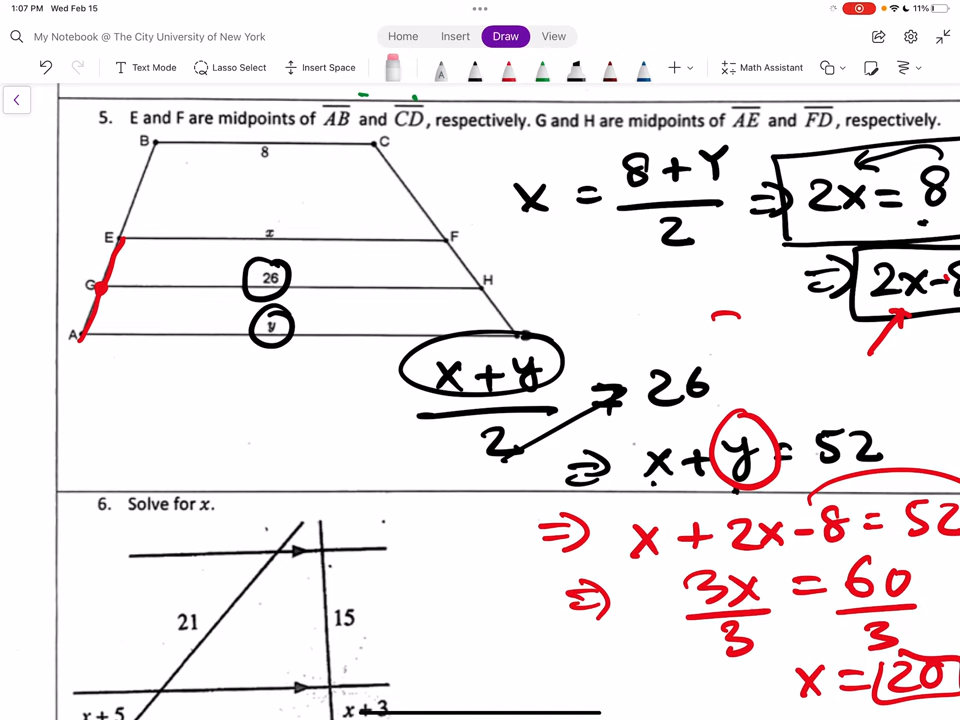 1:07 PM Wed Feb 15
11%
My Notebook @ The City University of New York
Home Insert Draw View
Text Mode Lasso Select Insert Space Math Assistant
5. E and F are midpoints of AB and CD, respectively. G and H are midpoints of AE and FD, respectively.
B C
8
E x F
G 26 H
A y
x = 8 + y / 2 ⇒ 2x = 8
⇒ 2x - 8
x + y / 2 = 26
⇒ x + y = 52
⇒ x + 2x - 8 = 52
⇒ 3x / 3 = 60 / 3
x = 20
6. Solve for x.
21 15
x + 5 x + 3